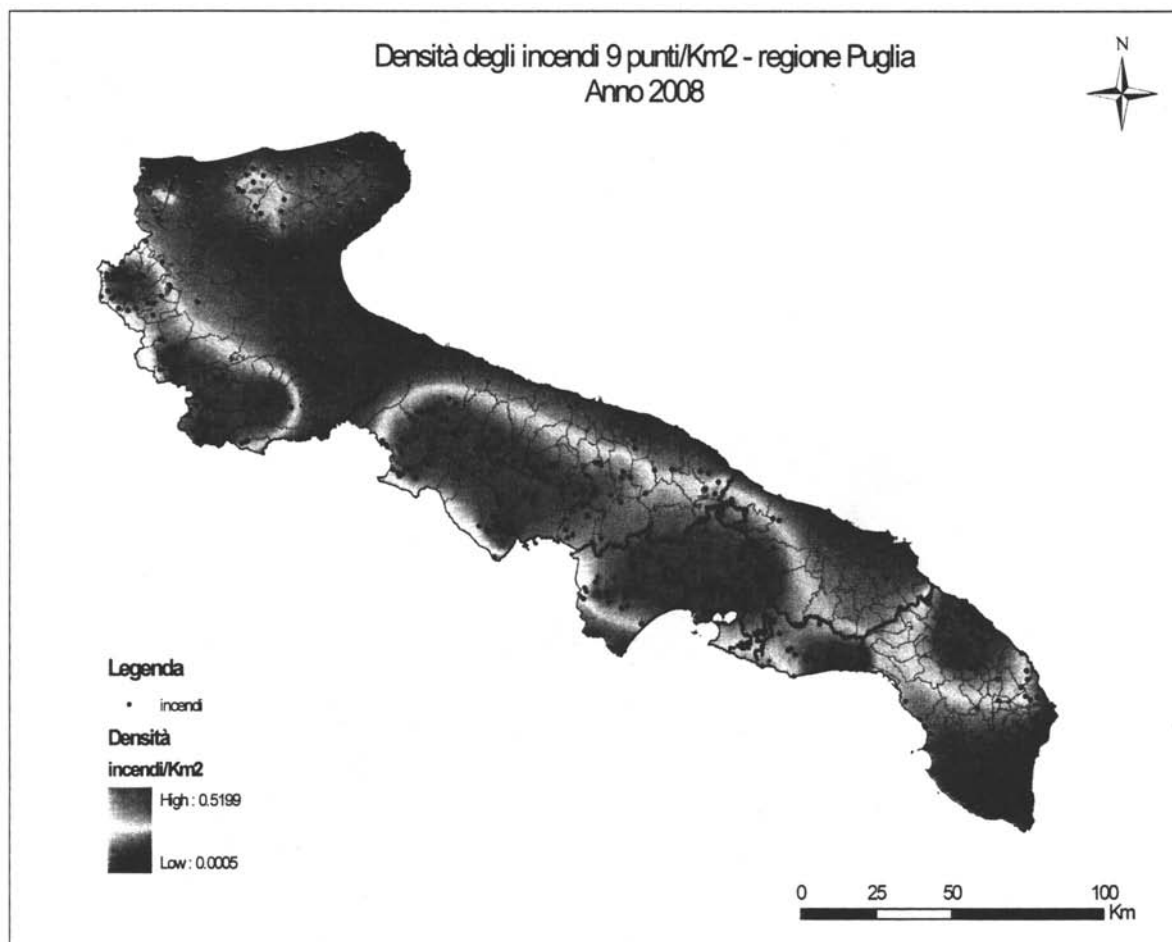 Densità degli incendi 9 punti/Km2 - regione Puglia
Anno 2008
N
Legenda
incendi
Densità
incendi/Km2
High : 0.5199
Low : 0.0005
0 25 50 100
Km